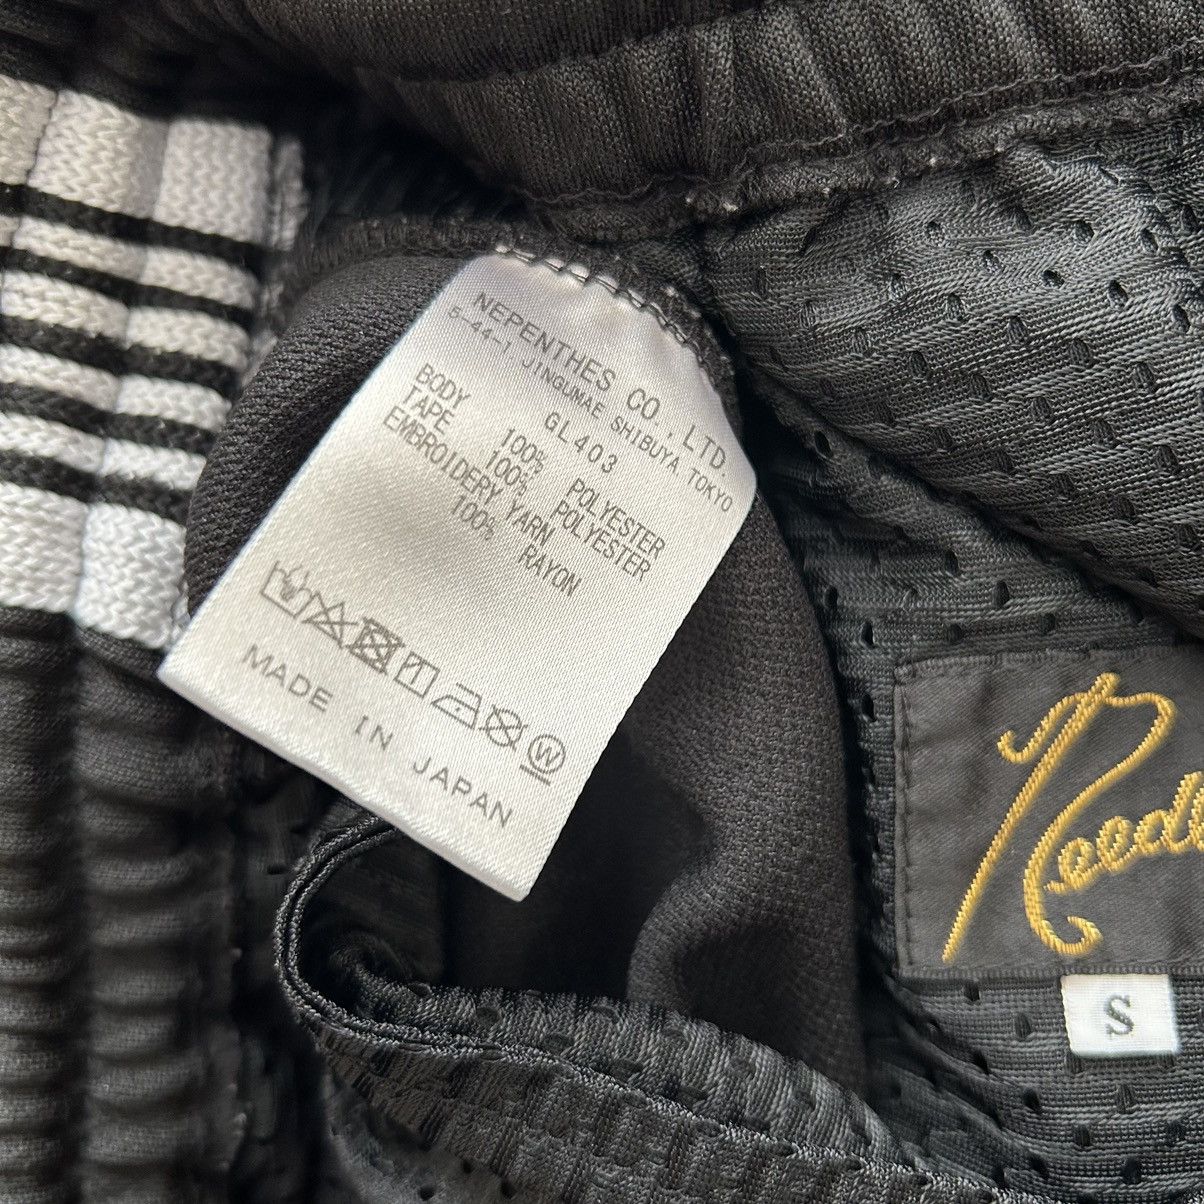 NEPENTHES CO., LTD.
5-44-1 JINGUMAE SHIBUYA TOKYO
GL403
BODY
100% POLYESTER
TAPE
100% POLYESTER
EMBROIDERY YARN
100% RAYON
W
MADE IN JAPAN
Needl
S